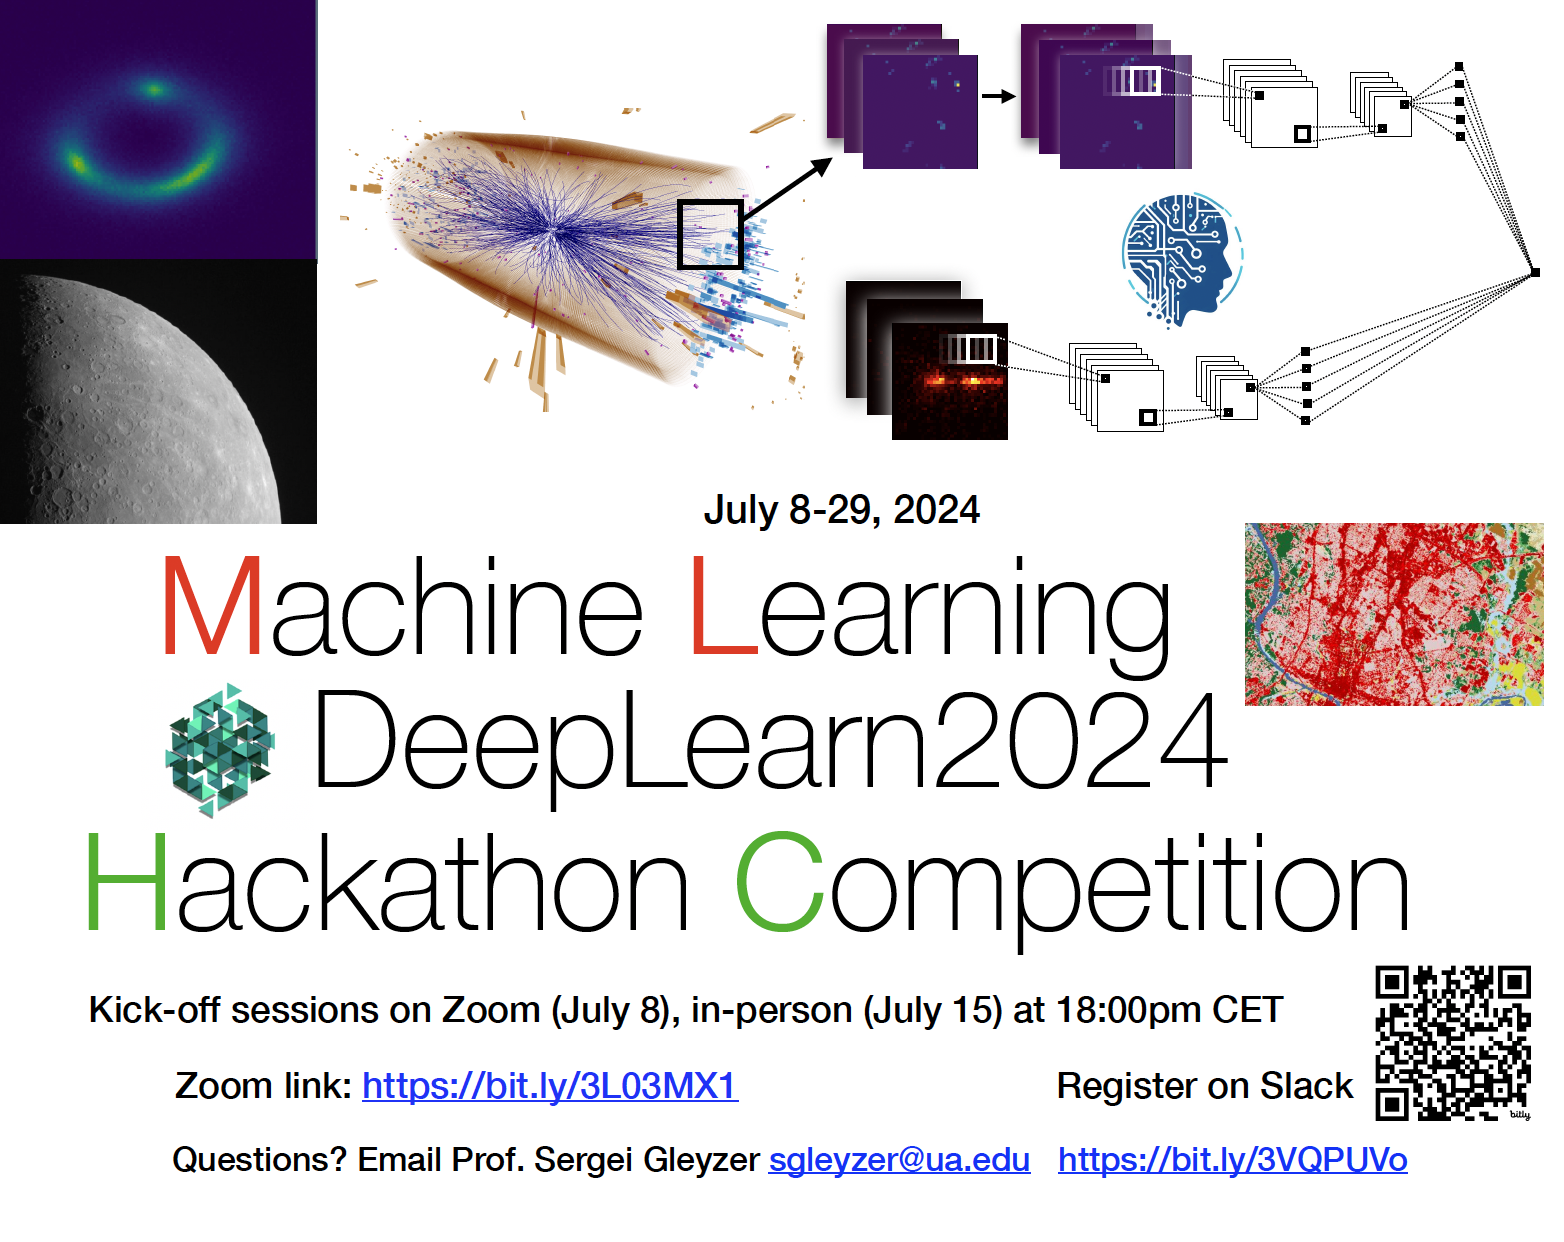 July 8-29, 2024
Machine Learning
DeepLearn2024
Hackathon Competition
Kick-off sessions on Zoom (July 8), in-person (July 15) at 18:00pm CET
Zoom link: https://bit.ly/3L03MX1
Register on Slack
bitly
Questions? Email Prof. Sergei Gleyzer sgleyzer@ua.edu https://bit.ly/3VQPUVo